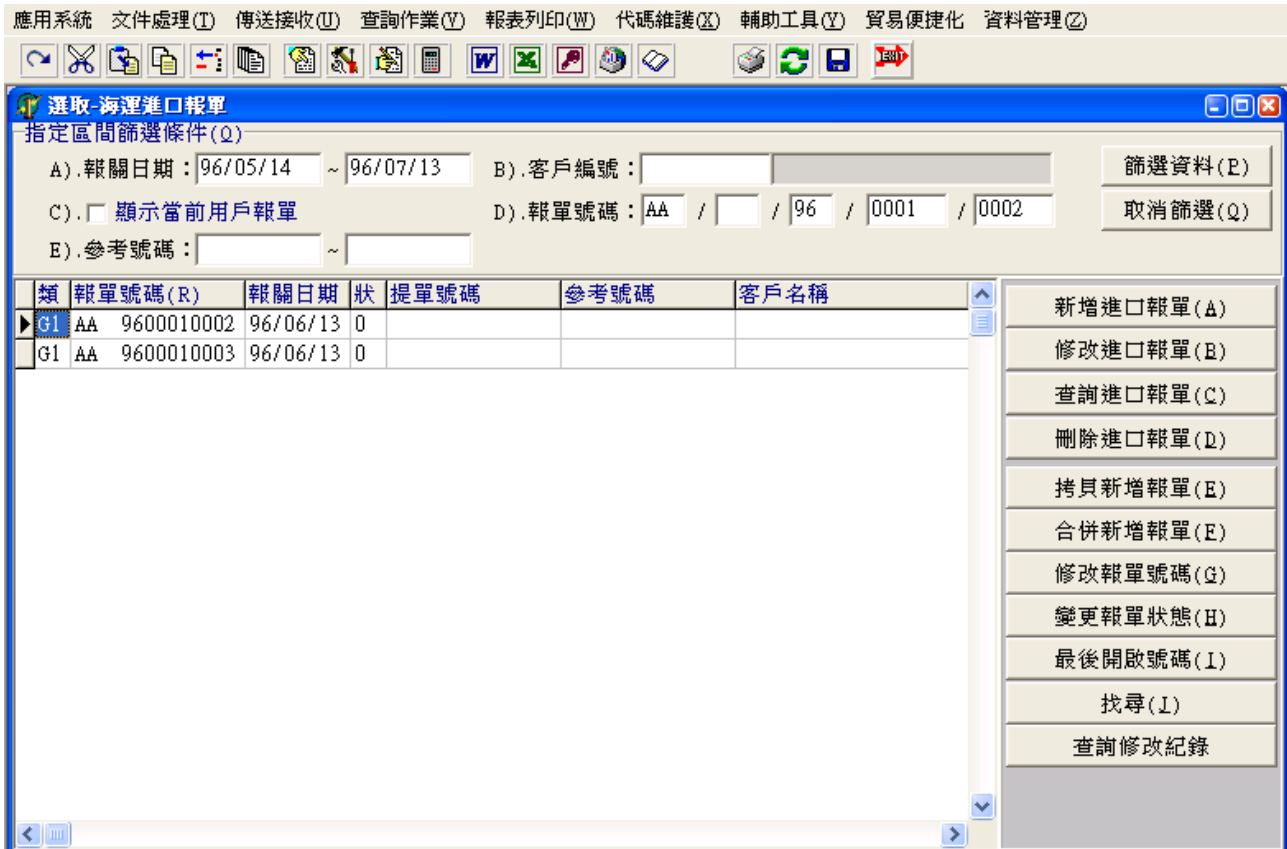 應用系統 文件處理(T) 傳送接收(U) 查詢作業(V) 報表列印(W) 代碼維護(X) 輔助工具(Y) 貿易便捷化 資料管理(Z)
EXIT
選取-海運進口報單
指定區間篩選條件(Q)
A).報關日期：96/05/14 ~ 96/07/13 B).客戶編號： 篩選資料(P)
C). 顯示當前用戶報單 D).報單號碼：AA / / 96 / 0001 / 0002 取消篩選(Q)
E).參考號碼： ~
類 報單號碼(R) 報關日期 狀 提單號碼 參考號碼 客戶名稱
G1 AA 9600010002 96/06/13 0
G1 AA 9600010003 96/06/13 0
新增進口報單(A)
修改進口報單(B)
查詢進口報單(C)
刪除進口報單(D)
拷貝新增報單(E)
合併新增報單(F)
修改報單號碼(G)
變更報單狀態(H)
最後開啟號碼(I)
找尋(J)
查詢修改紀錄